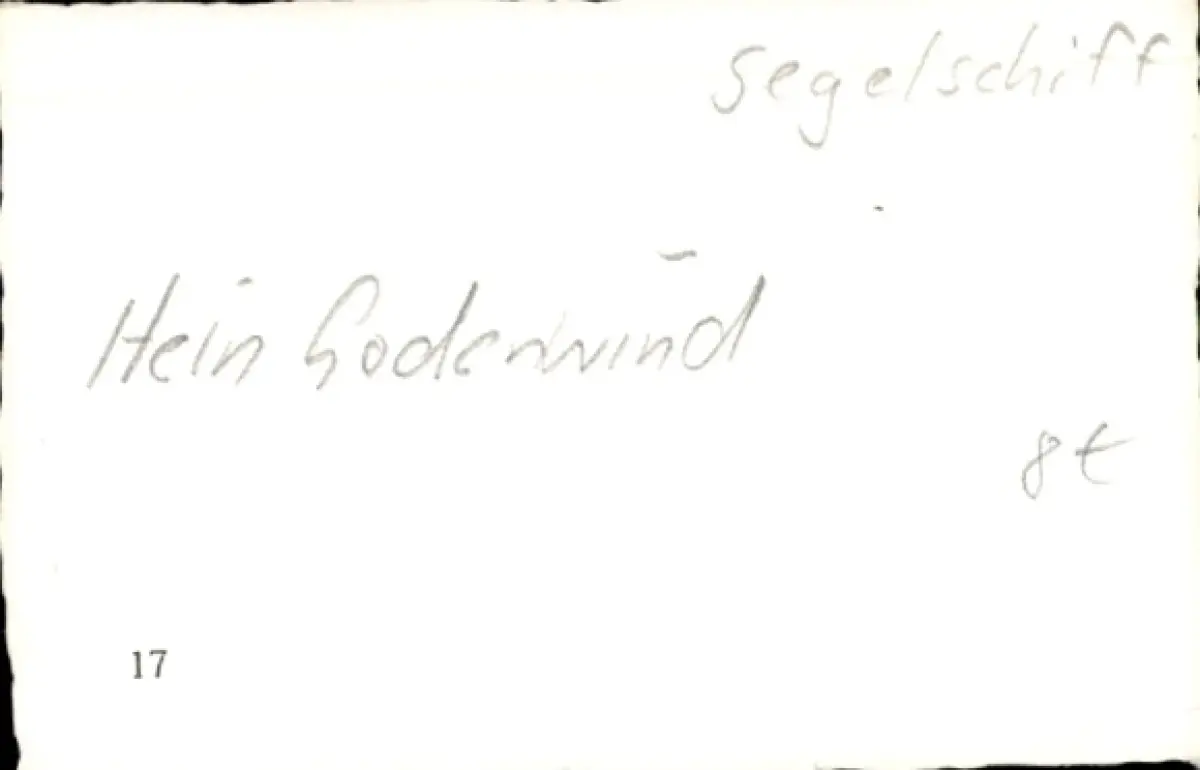 Segelschiff
Hein Godenwind
8€
17